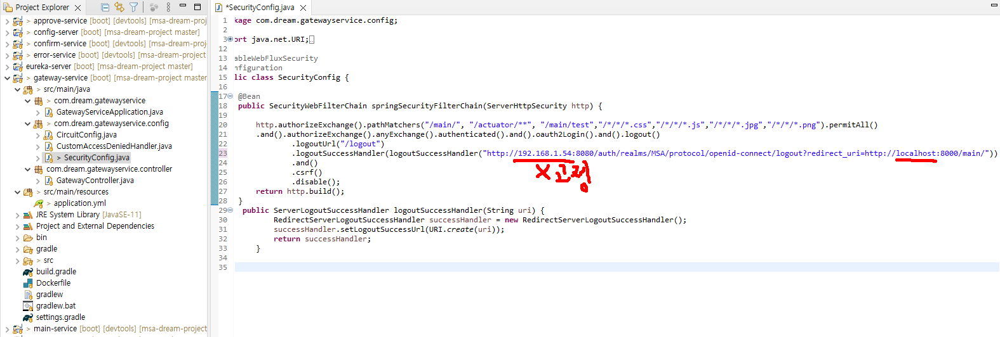 Project Explorer
> approve-service [boot] [devtools] [msa-dream-proj
> config-server [boot] [msa-dream-project master]
> confirm-service [boot] [devtools] [msa-dream-proj
> error-service [boot] [devtools] [msa-dream-projec
eureka-server [boot] [msa-dream-project master]
> gateway-service [boot] [msa-dream-project master
> src/main/java
> com.dream.gatewayservice
GatewayServiceApplication.java
> com.dream.gatewayservice.config
CircuitConfig.java
CustomAccessDeniedHandler.java
> SecurityConfig.java
com.dream.gatewayservice.controller
GatewayController.java
> src/main/resources
application.yml
JRE System Library [JavaSE-11]
Project and External Dependencies
bin
gradle
> src
build.gradle
Dockerfile
gradlew
gradlew.bat
settings.gradle
> main-service [boot] [devtools] [msa-dream-project
*SecurityConfig.java
1 kage com.dream.gatewayservice.config;
2
3 ort java.net.URI;
12
13 ableWebFluxSecurity
14 nfiguration
15 lic class SecurityConfig {
16
17 @Bean
18 public SecurityWebFilterChain springSecurityFilterChain(ServerHttpSecurity http) {
19
20 http.authorizeExchange().pathMatchers("/main/", "/actuator/**", "/main/test","/*/*/*.css","/*/*/*.js","/*/*/*.jpg","/*/*/*.png").permitAll()
21 .and().authorizeExchange().anyExchange().authenticated().and().oauth2Login().and().logout()
22 .logoutUrl("/logout")
23 .logoutSuccessHandler(logoutSuccessHandler("http://192.168.1.54:8080/auth/realms/MSA/protocol/openid-connect/logout?redirect_uri=http://localhost:8000/main/"))
24 .and()
25 .csrf()
26 .disable();
27 return http.build();
28 }
29 public ServerLogoutSuccessHandler logoutSuccessHandler(String uri) {
30 RedirectServerLogoutSuccessHandler successHandler = new RedirectServerLogoutSuccessHandler();
31 successHandler.setLogoutSuccessUrl(URI.create(uri));
32 return successHandler;
33 }
34
35